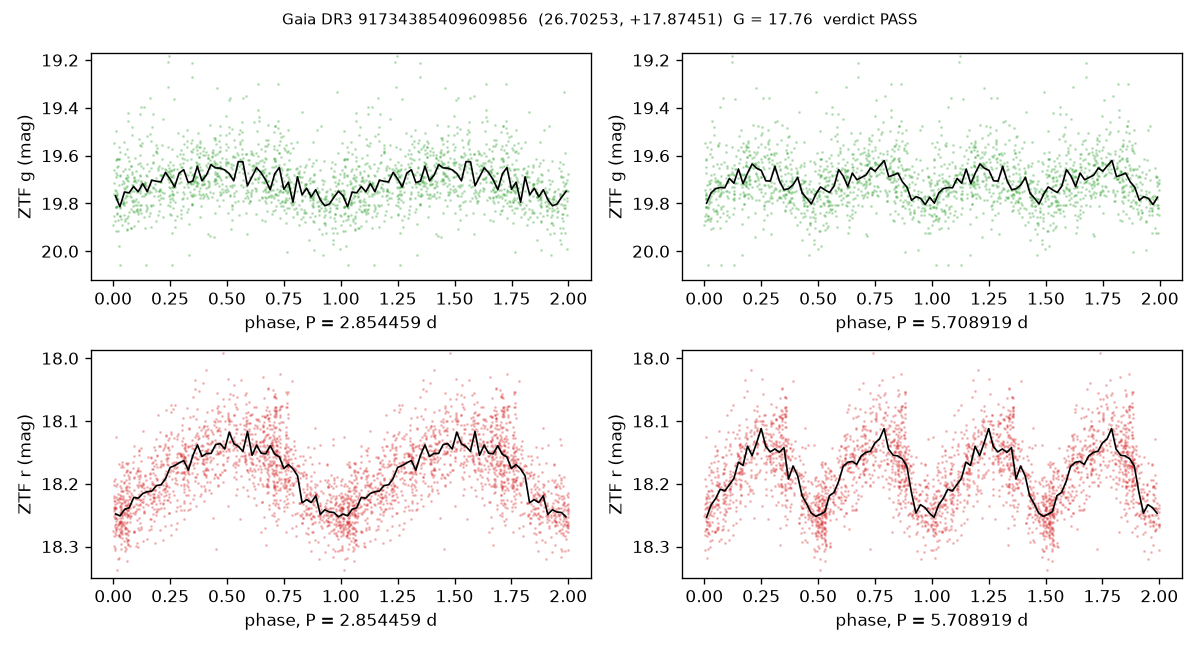 Gaia DR3 91734385409609856 (26.70253, +17.87451) G = 17.76 verdict PASS
ZTF g (mag)
19.2
19.4
19.6
19.8
20.0
0.00 0.25 0.50 0.75 1.00 1.25 1.50 1.75 2.00
phase, P = 2.854459 d
ZTF g (mag)
19.2
19.4
19.6
19.8
20.0
0.00 0.25 0.50 0.75 1.00 1.25 1.50 1.75 2.00
phase, P = 5.708919 d
ZTF r (mag)
18.0
18.1
18.2
18.3
0.00 0.25 0.50 0.75 1.00 1.25 1.50 1.75 2.00
phase, P = 2.854459 d
ZTF r (mag)
18.0
18.1
18.2
18.3
0.00 0.25 0.50 0.75 1.00 1.25 1.50 1.75 2.00
phase, P = 5.708919 d